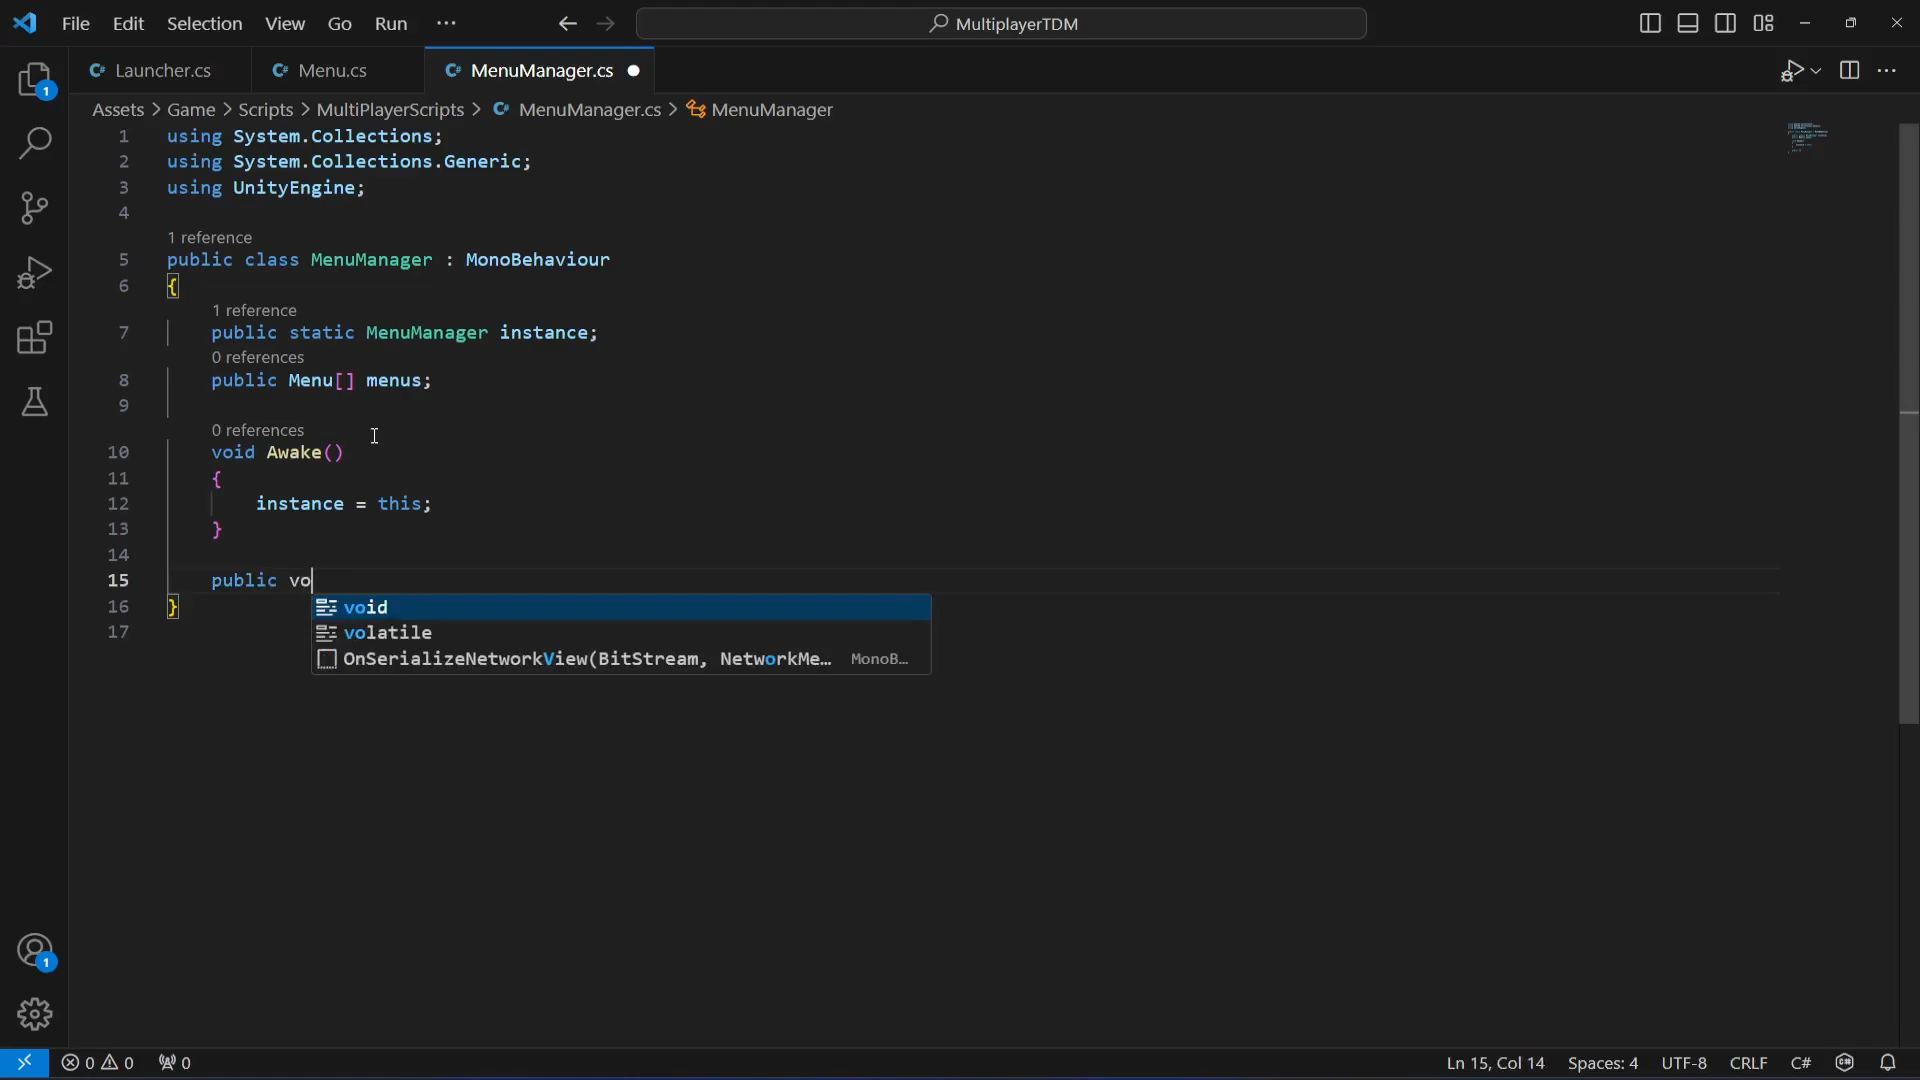 File Edit Selection View Go Run ···
MultiplayerTDM
1
Launcher.cs
Menu.cs
MenuManager.cs
Assets > Game > Scripts > MultiPlayerScripts > MenuManager.cs > MenuManager
1 using System.Collections;
2 using System.Collections.Generic;
3 using UnityEngine;
4
1 reference
5 public class MenuManager : MonoBehaviour
6 {
1 reference
7 public static MenuManager instance;
0 references
8 public Menu[] menus;
9
0 references
10 void Awake()
11 {
12 instance = this;
13 }
14
15 public vo
16 }
17
void
volatile
OnSerializeNetworkView(BitStream, NetworkMe… MonoB…
1
0 0 0
Ln 15, Col 14 Spaces: 4 UTF-8 CRLF C#